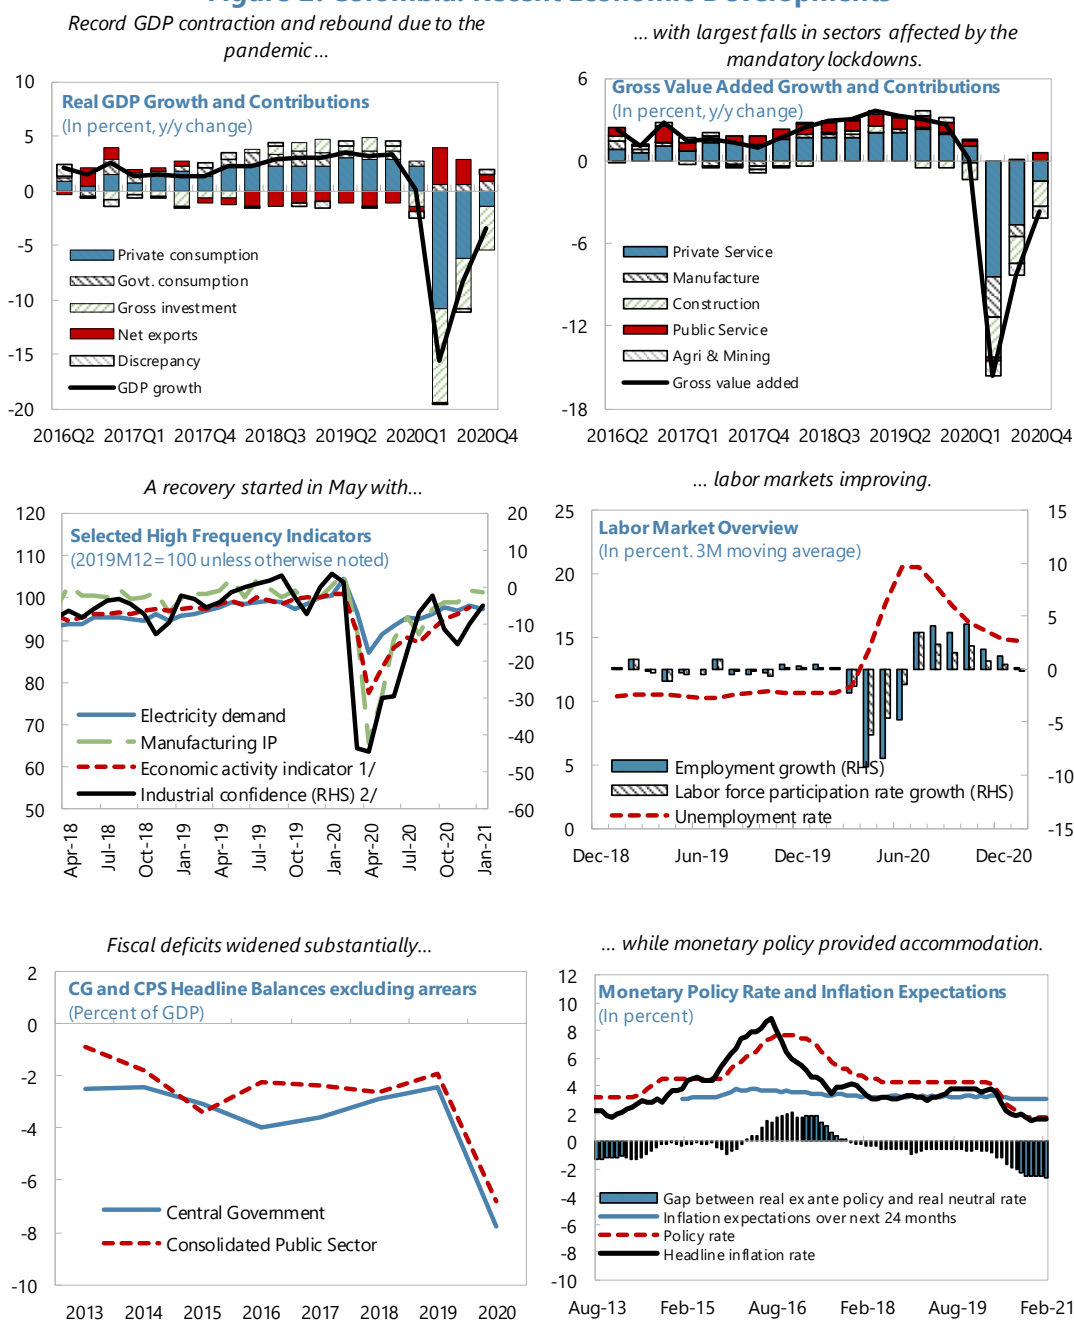 Figure 1. Colombia: Recent Economic Developments
Record GDP contraction and rebound due to the
pandemic...
Real GDP Growth and Contributions
(In percent, y/y change)
10
5
0
-5
-10
-15
-20
Private consumption
Govt. consumption
Gross investment
Net exports
Discrepancy
GDP growth
2016Q2 2017Q1 2017Q4 2018Q3 2019Q2 2020Q1 2020Q4
... with largest falls in sectors affected by the
mandatory lockdowns.
Gross Value Added Growth and Contributions
(In percent, y/y change)
6
0
-6
-12
-18
Private Service
Manufacture
Construction
Public Service
Agri & Mining
Gross value added
2016Q2 2017Q1 2017Q4 2018Q3 2019Q2 2020Q1 2020Q4
A recovery started in May with...
Selected High Frequency Indicators
(2019M12=100 unless otherwise noted)
120
110
100
90
80
70
60
50
20
10
0
-10
-20
-30
-40
-50
-60
Electricity demand
Manufacturing IP
Economic activity indicator 1/
Industrial confidence (RHS) 2/
Apr-18 Jul-18 Oct-18 Jan-19 Apr-19 Jul-19 Oct-19 Jan-20 Apr-20 Jul-20 Oct-20 Jan-21
... labor markets improving.
Labor Market Overview
(In percent. 3M moving average)
25
20
15
10
5
0
15
10
5
0
-5
-10
-15
Employment growth (RHS)
Labor force participation rate growth (RHS)
Unemployment rate
Dec-18 Jun-19 Dec-19 Jun-20 Dec-20
Fiscal deficits widened substantially...
CG and CPS Headline Balances excluding arrears
(Percent of GDP)
2
0
-2
-4
-6
-8
-10
Central Government
Consolidated Public Sector
2013 2014 2015 2016 2017 2018 2019 2020
... while monetary policy provided accommodation.
Monetary Policy Rate and Inflation Expectations
(In percent)
12
10
8
6
4
2
0
-2
-4
-6
-8
-10
Gap between real ex ante policy and real neutral rate
Inflation expectations over next 24 months
Policy rate
Headline inflation rate
Aug-13 Feb-15 Aug-16 Feb-18 Aug-19 Feb-21